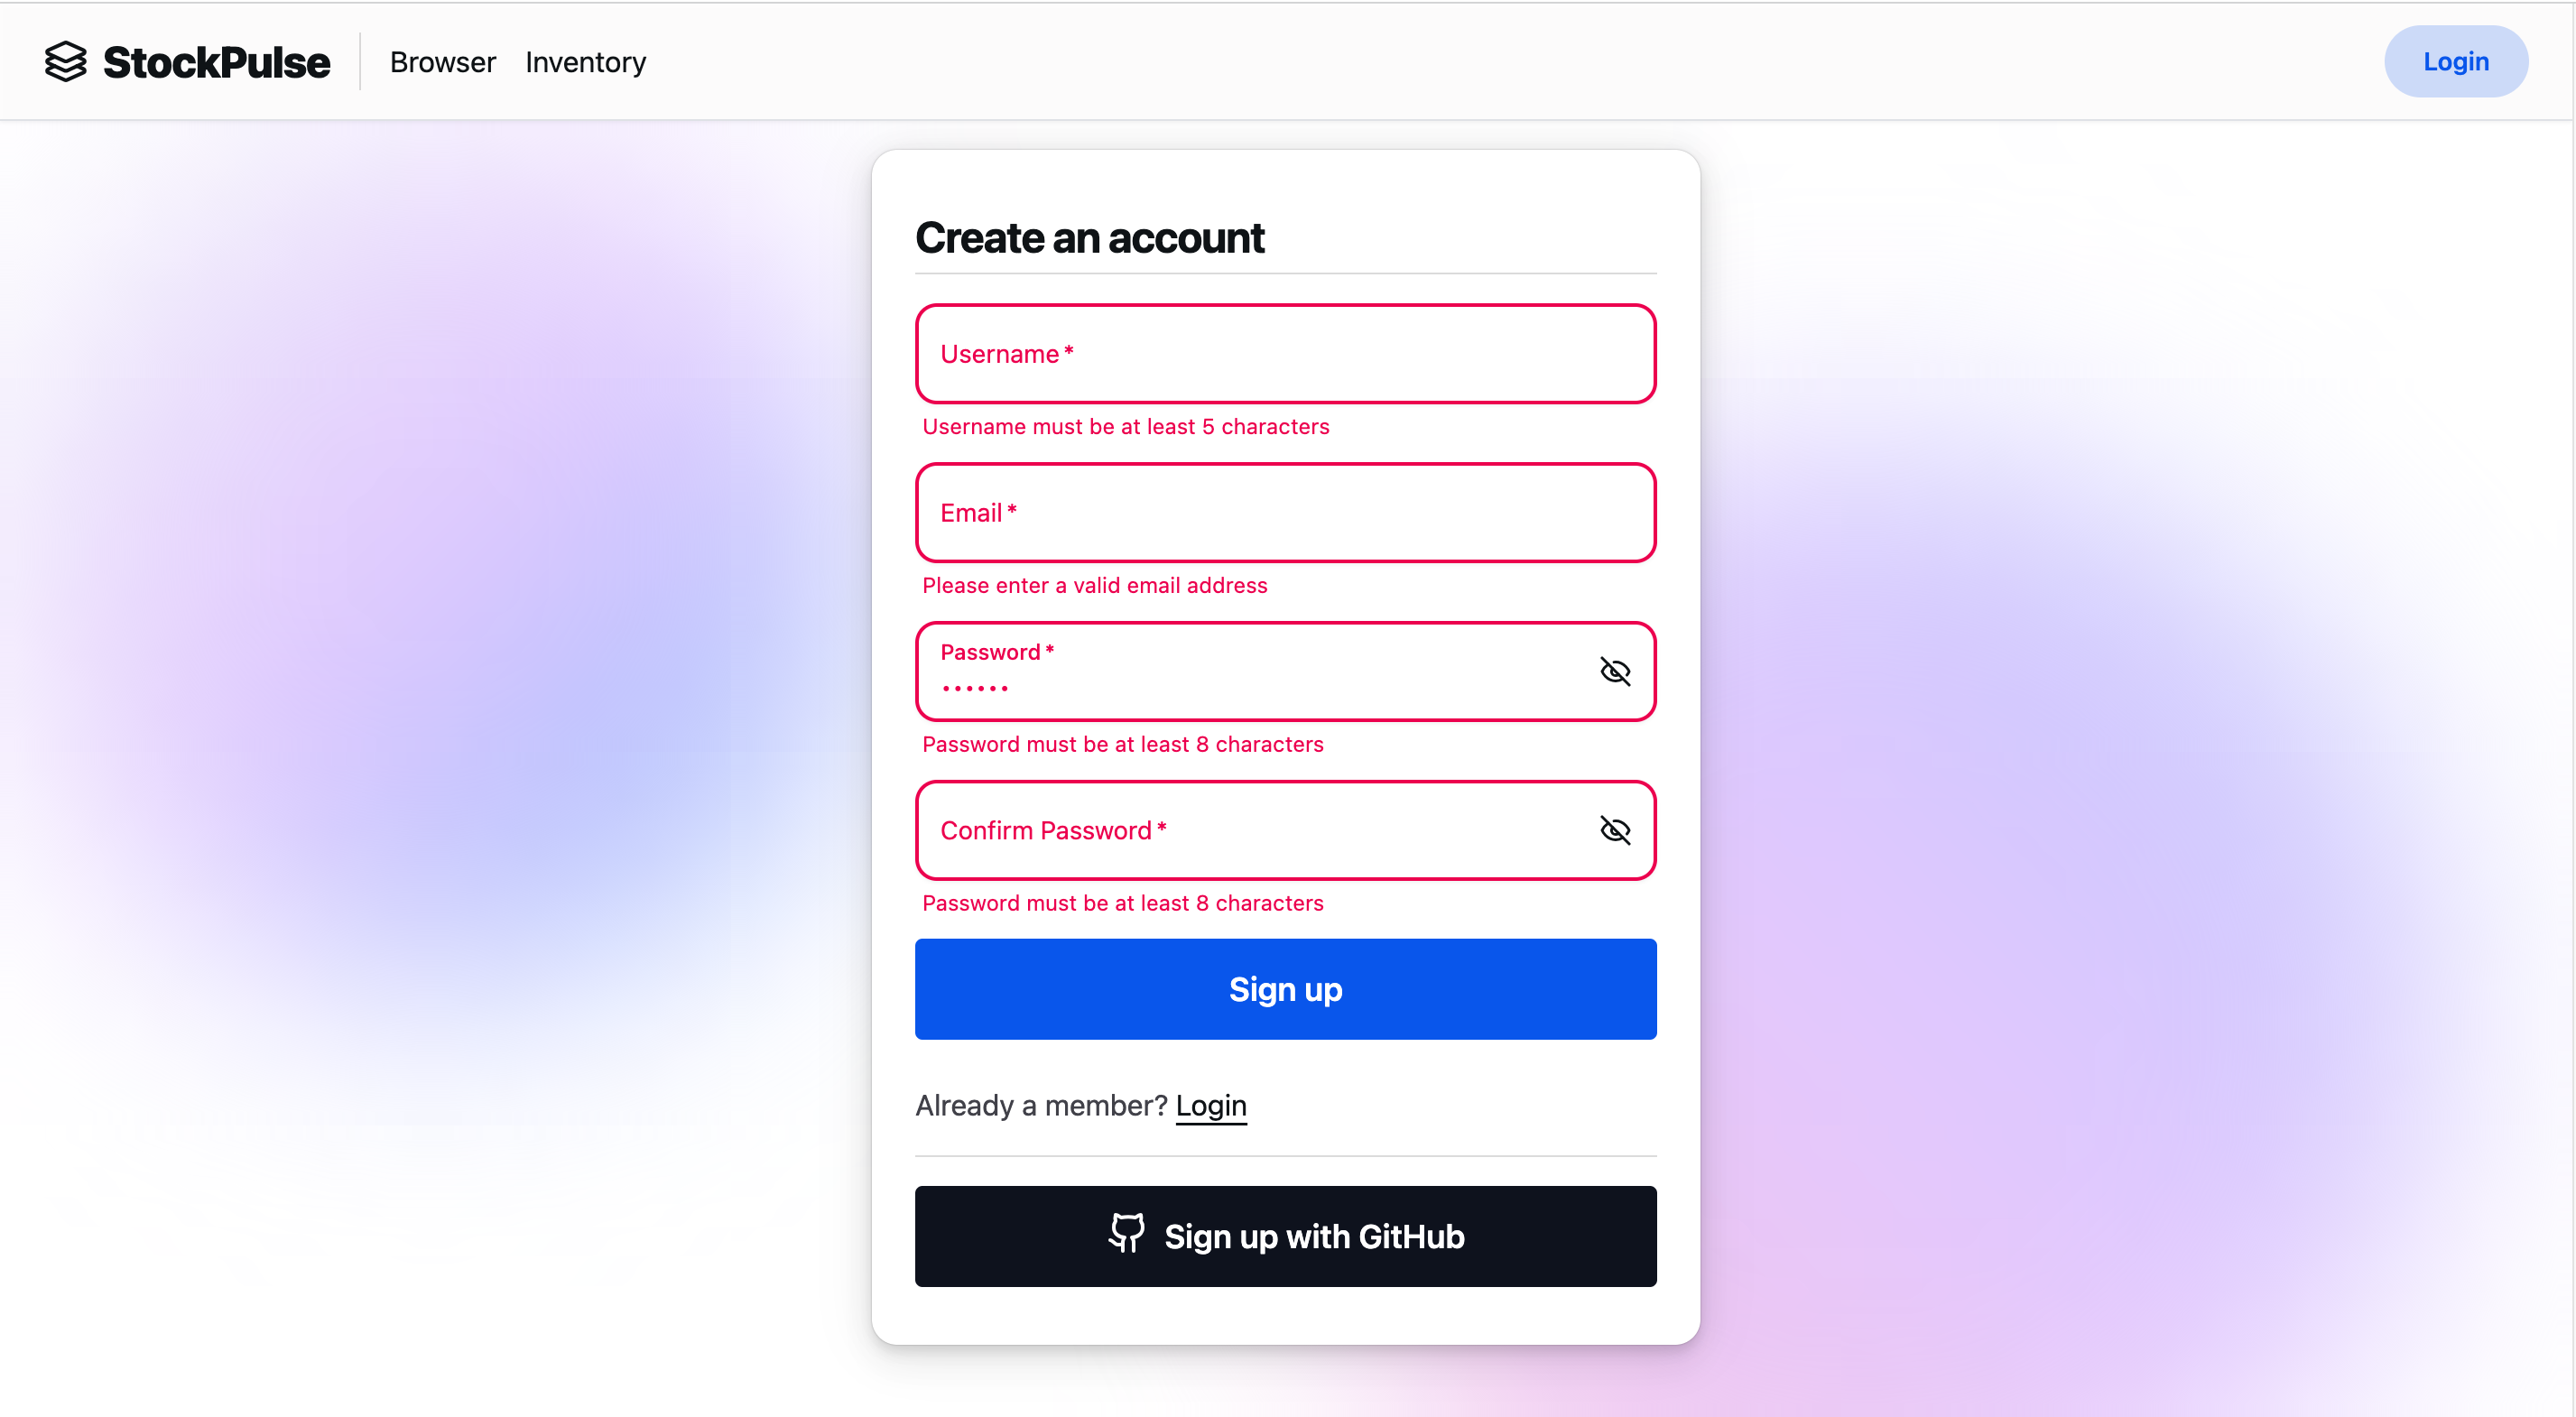 StockPulse
Browser
Inventory
Login
Create an account
Username *
Username must be at least 5 characters
Email *
Please enter a valid email address
Password *
••••••
Password must be at least 8 characters
Confirm Password *
Password must be at least 8 characters
Sign up
Already a member? Login
Sign up with GitHub